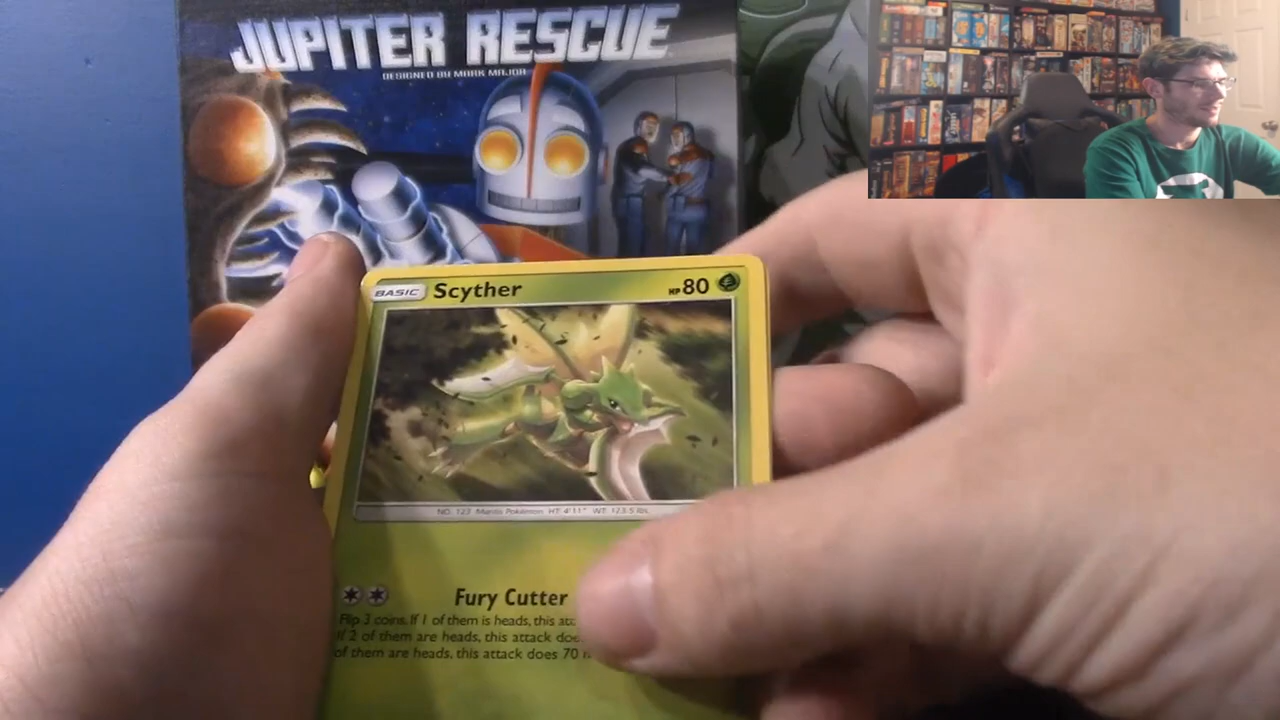 JUPITER RESCUE
DESIGNED BY MARK MAJOR
BASIC Scyther HP 80
NO. 123 Mantis Pokémon HT: 4'11" WT: 123.5 lbs.
Fury Cutter
Flip 3 coins. If 1 of them is heads, this
If 2 of them are heads, this attack
of them are heads, this attack does 70